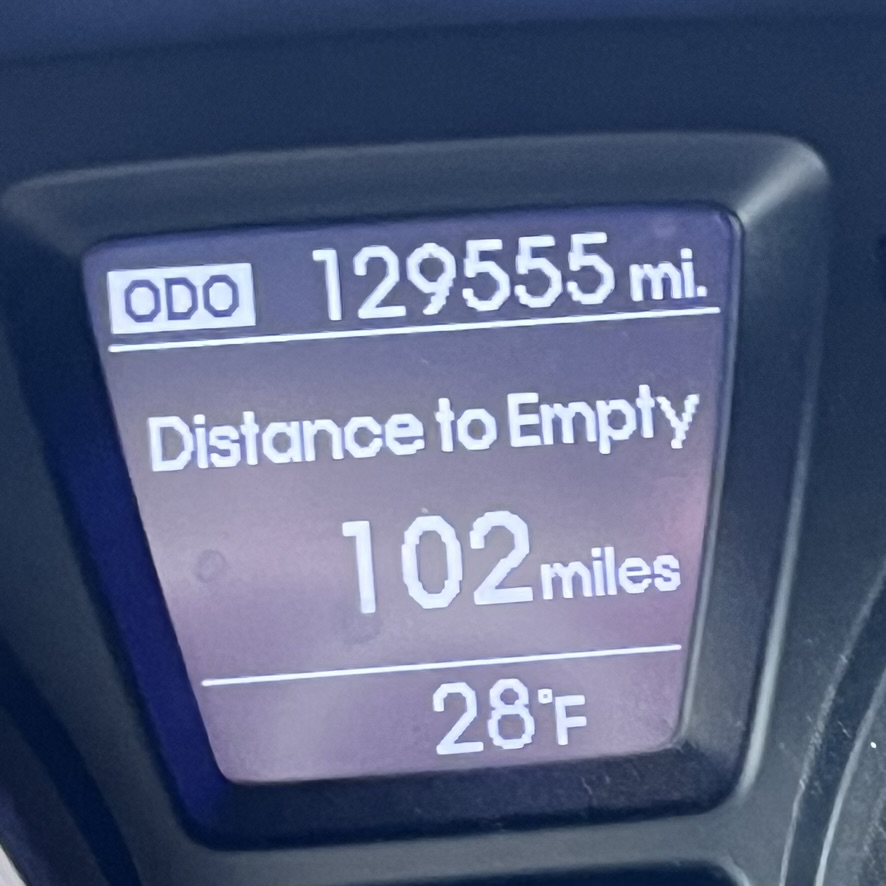 ODO 129555 mi.
Distance to Empty
102 miles
28°F